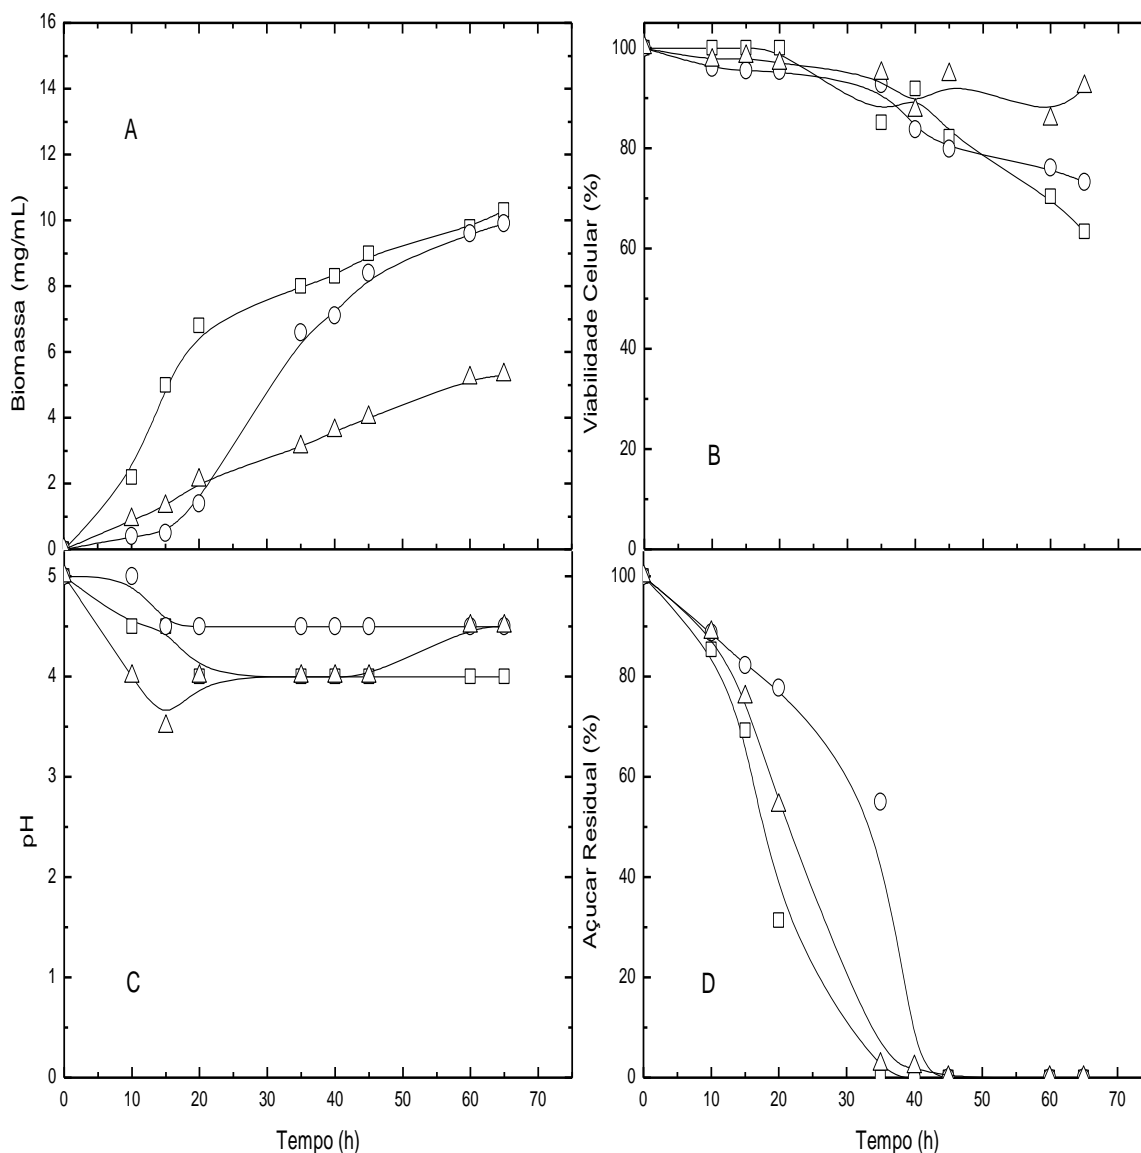 16
14
12
10
8
6
4
2
0
Biomassa (mg/mL)
A
100
80
60
40
20
0
Viabilidade Celular (%)
B
5
4
3
2
1
0
pH
C
0 10 20 30 40 50 60 70
Tempo (h)
100
80
60
40
20
0
Açucar Residual (%)
D
0 10 20 30 40 50 60 70
Tempo (h)